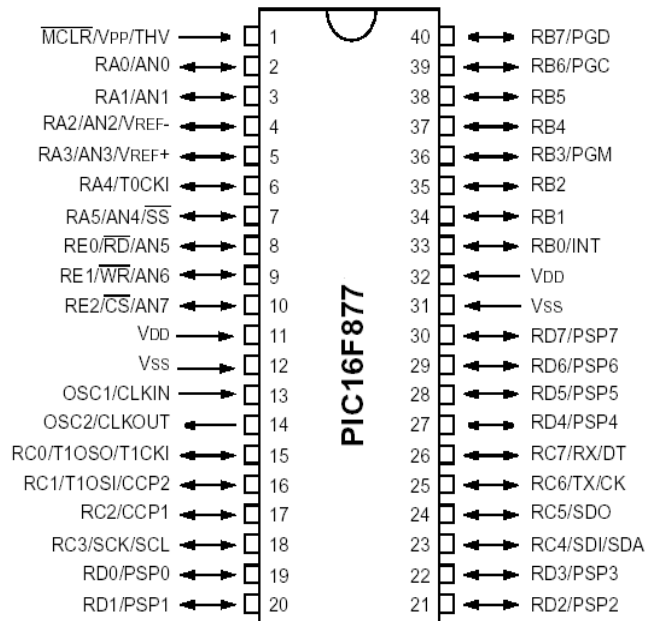 MCLR/VPP/THV 1 40 RB7/PGD
RA0/AN0 2 39 RB6/PGC
RA1/AN1 3 38 RB5
RA2/AN2/VREF- 4 37 RB4
RA3/AN3/VREF+ 5 36 RB3/PGM
RA4/T0CKI 6 35 RB2
RA5/AN4/SS 7 34 RB1
RE0/RD/AN5 8 33 RB0/INT
RE1/WR/AN6 9 32 VDD
RE2/CS/AN7 10 31 VSS
VDD 11 30 RD7/PSP7
VSS 12 29 RD6/PSP6
OSC1/CLKIN 13 28 RD5/PSP5
OSC2/CLKOUT 14 27 RD4/PSP4
RC0/T1OSO/T1CKI 15 26 RC7/RX/DT
RC1/T1OSI/CCP2 16 25 RC6/TX/CK
RC2/CCP1 17 24 RC5/SDO
RC3/SCK/SCL 18 23 RC4/SDI/SDA
RD0/PSP0 19 22 RD3/PSP3
RD1/PSP1 20 21 RD2/PSP2
PIC16F877